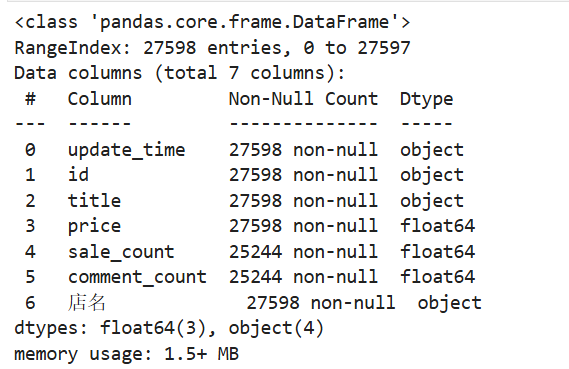 <class 'pandas.core.frame.DataFrame'>
RangeIndex: 27598 entries, 0 to 27597
Data columns (total 7 columns):
 #   Column         Non-Null Count  Dtype
---  ------         --------------  -----
 0   update_time    27598 non-null  object
 1   id             27598 non-null  object
 2   title          27598 non-null  object
 3   price          27598 non-null  float64
 4   sale_count     25244 non-null  float64
 5   comment_count  25244 non-null  float64
 6   店名             27598 non-null  object
dtypes: float64(3), object(4)
memory usage: 1.5+ MB